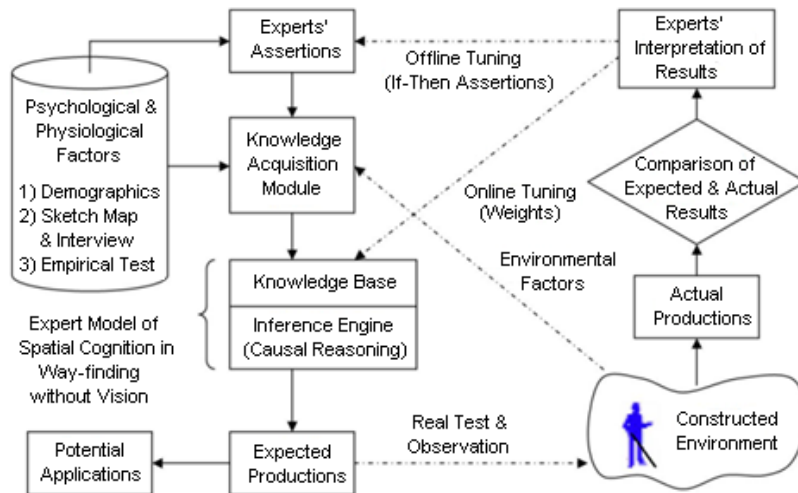 Experts'
Assertions
Offline Tuning
(If-Then Assertions)
Experts'
Interpretation of
Results
Psychological &
Physiological
Factors
1) Demographics
2) Sketch Map
& Interview
3) Empirical Test
Knowledge
Acquisition
Module
Online Tuning
(Weights)
Comparison of
Expected & Actual
Results
Environmental
Factors
Knowledge Base
Inference Engine
(Causal Reasoning)
Actual
Productions
Expert Model of
Spatial Cognition in
Way-finding
without Vision
Potential
Applications
Expected
Productions
Real Test &
Observation
Constructed
Environment